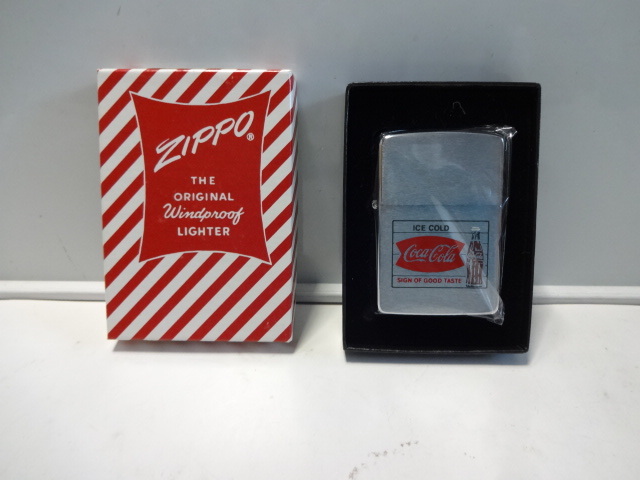 ZIPPO®
THE
ORIGINAL
Windproof
LIGHTER
ICE COLD
Coca-Cola
SIGN OF GOOD TASTE